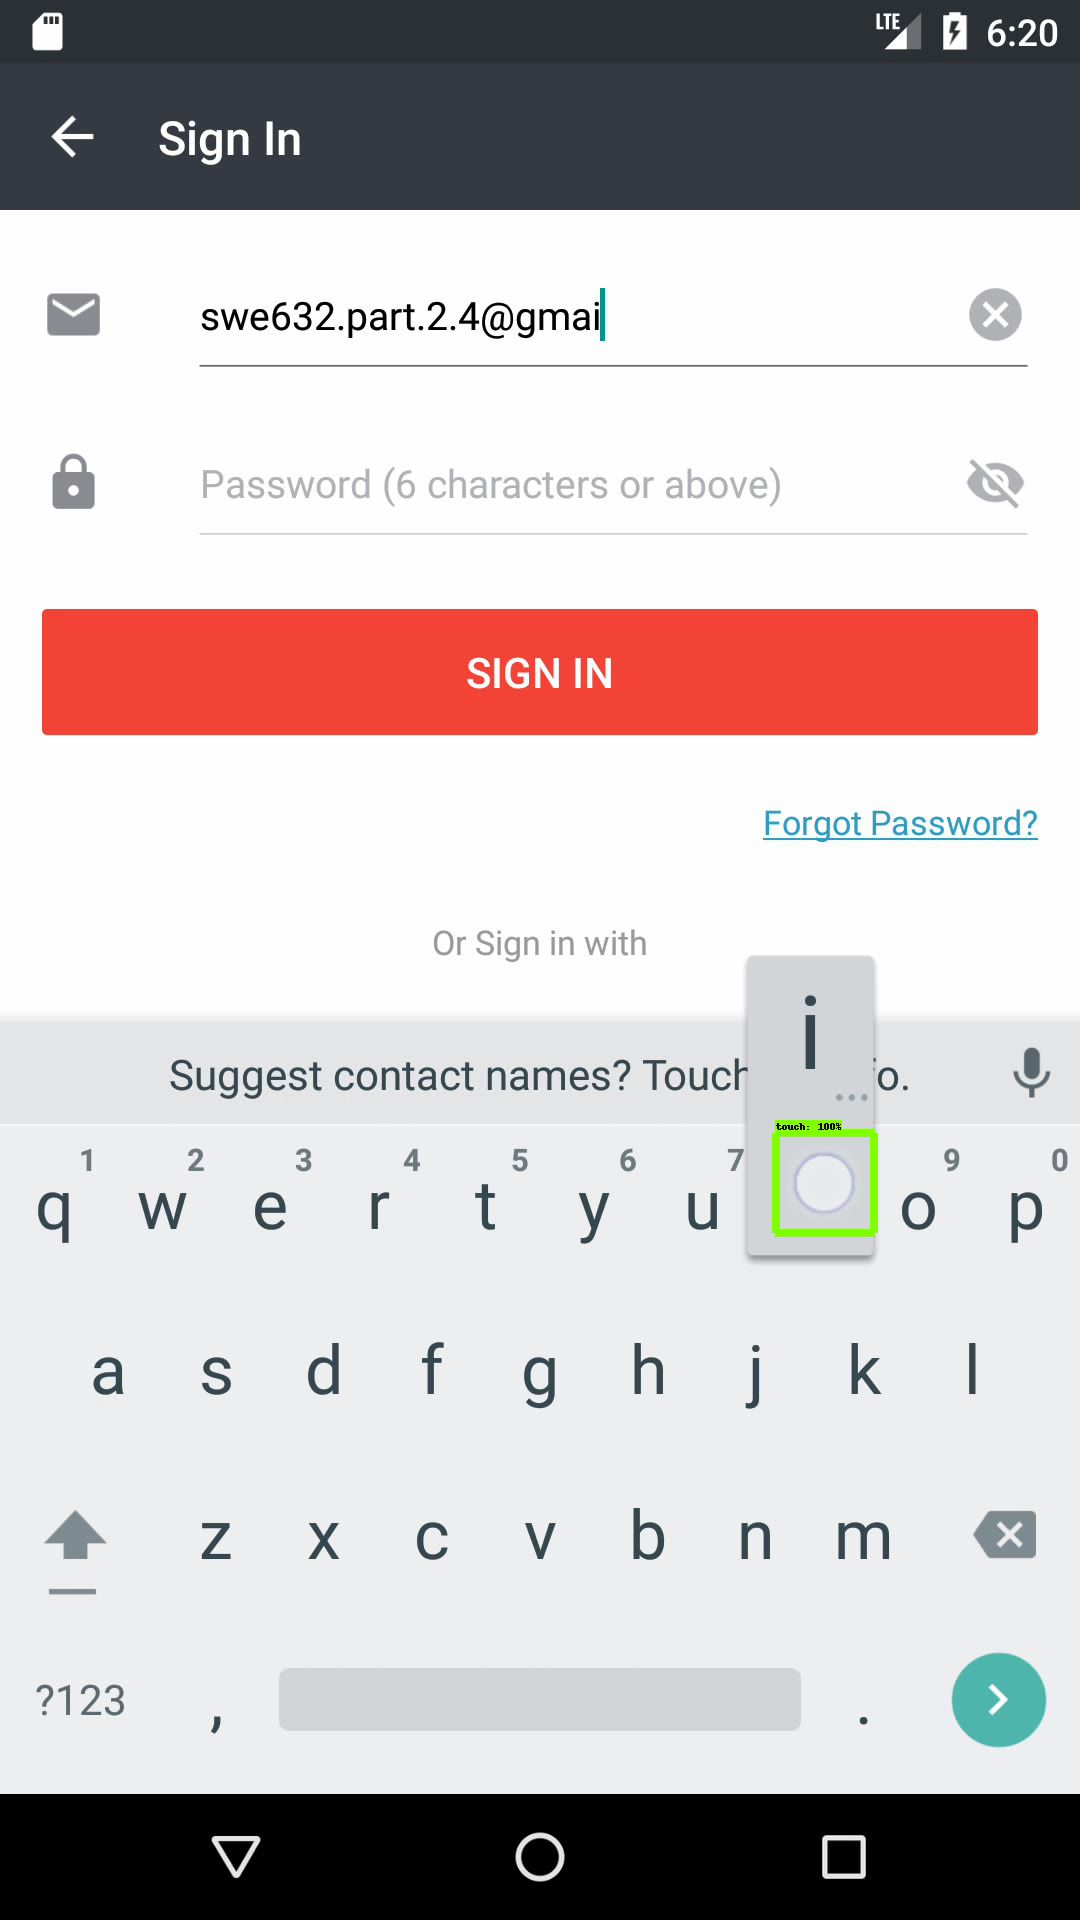 LTE 6:20
Sign In
swe632.part.2.4@gmai
Password (6 characters or above)
SIGN IN
Forgot Password?
Or Sign in with
i
Suggest contact names? Touch fo.
...
touch: 100%
1 2 3 4 5 6 7 9 0
q w e r t y u o p
a s d f g h j k l
z x c v b n m
?123 , .